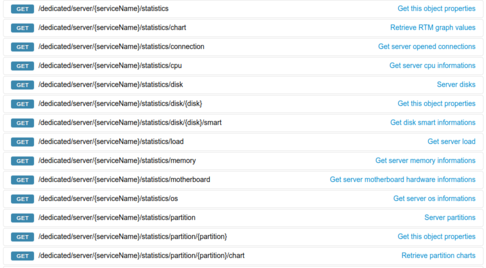 GET /dedicated/server/{serviceName}/statistics Get this object properties
GET /dedicated/server/{serviceName}/statistics/chart Retrieve RTM graph values
GET /dedicated/server/{serviceName}/statistics/connection Get server opened connections
GET /dedicated/server/{serviceName}/statistics/cpu Get server cpu informations
GET /dedicated/server/{serviceName}/statistics/disk Server disks
GET /dedicated/server/{serviceName}/statistics/disk/{disk} Get this object properties
GET /dedicated/server/{serviceName}/statistics/disk/{disk}/smart Get disk smart informations
GET /dedicated/server/{serviceName}/statistics/load Get server load
GET /dedicated/server/{serviceName}/statistics/memory Get server memory informations
GET /dedicated/server/{serviceName}/statistics/motherboard Get server motherboard hardware informations
GET /dedicated/server/{serviceName}/statistics/os Get server os informations
GET /dedicated/server/{serviceName}/statistics/partition Server partitions
GET /dedicated/server/{serviceName}/statistics/partition/{partition} Get this object properties
GET /dedicated/server/{serviceName}/statistics/partition/{partition}/chart Retrieve partition charts